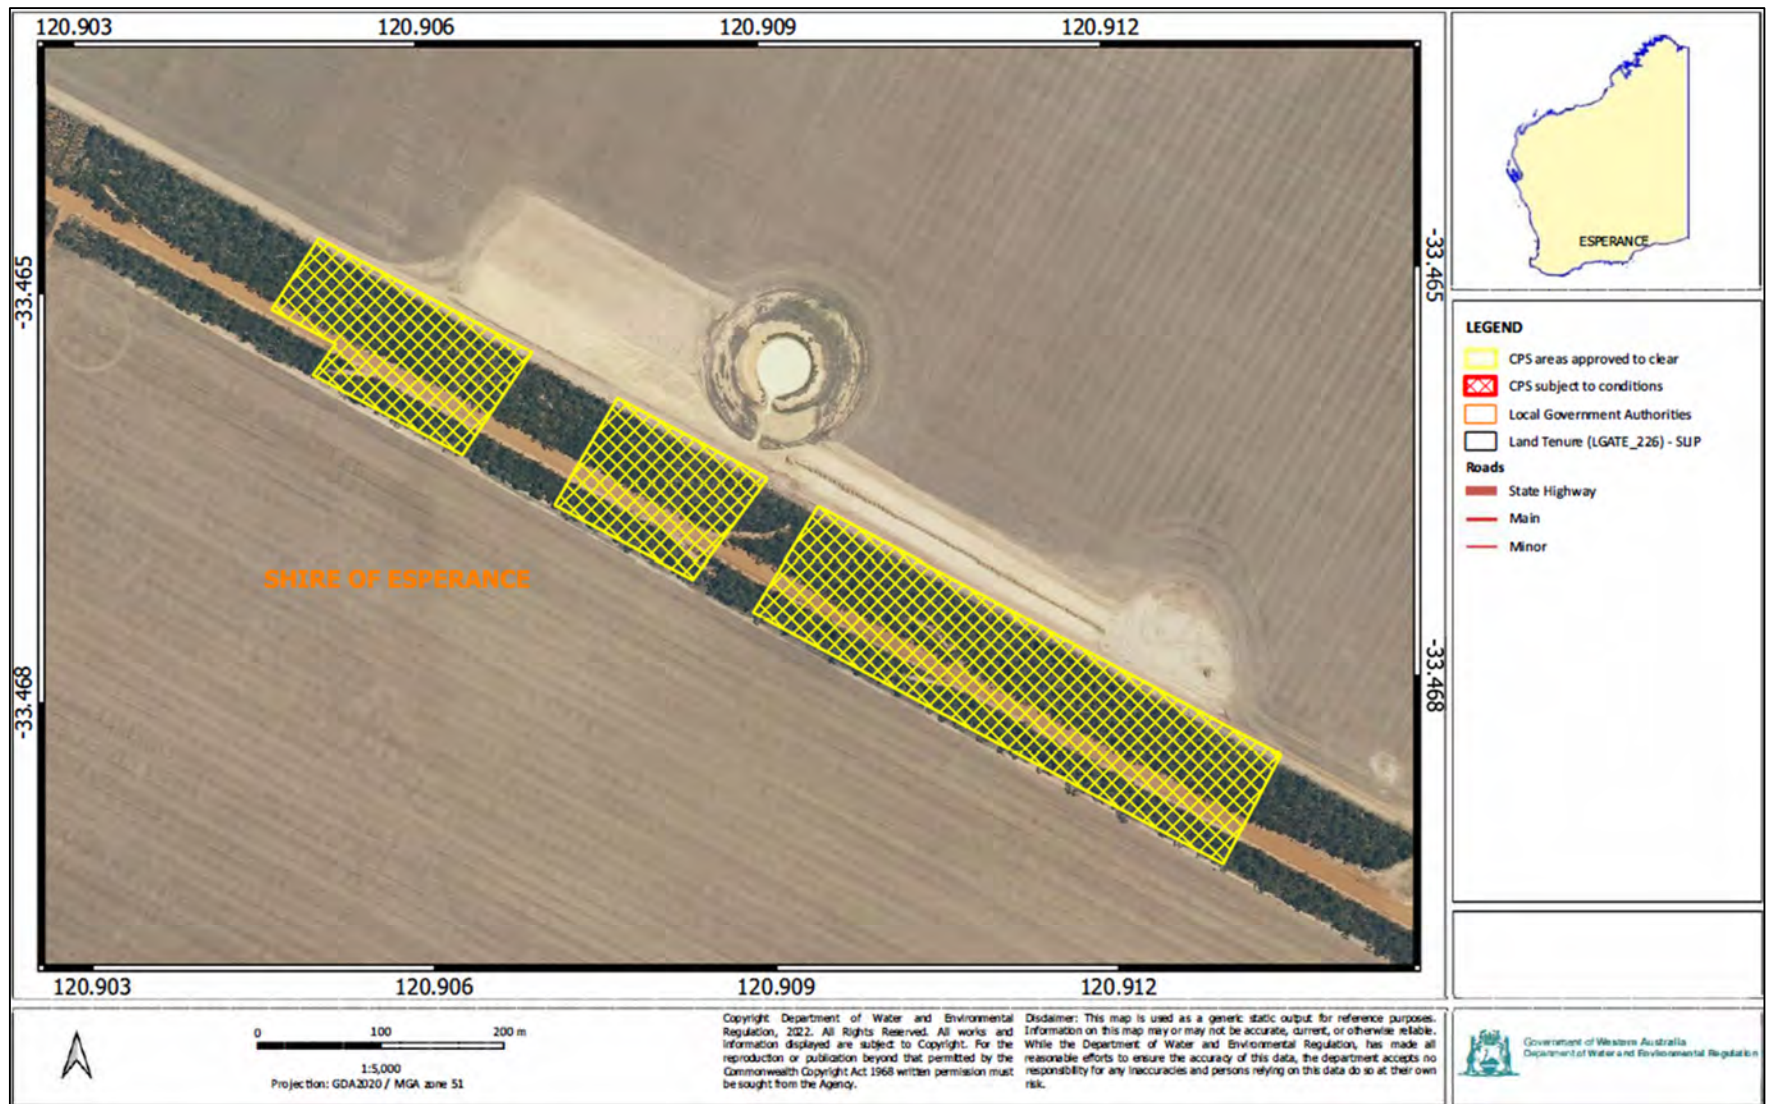 120.903
120.906
120.909
120.912
-33.465
-33.468
-33.465
-33.468
SHIRE OF ESPERANCE
120.903
120.906
120.909
120.912
ESPERANCE
LEGEND
CPS areas approved to clear
CPS subject to conditions
Local Government Authorities
Land Tenure (LGATE_226) - SLIP
Roads
State Highway
Main
Minor
0 100 200 m
1:5,000
Projection: GDA2020 / MGA zone 51
Copyright Department of Water and Environmental
Regulation, 2022. All Rights Reserved. All works and
information displayed are subject to Copyright. For the
reproduction or publication beyond that permitted by the
Commonwealth Copyright Act 1968 written permission must
be sought from the Agency.
Disclaimer: This map is used as a generic static output for reference purposes.
Information on this map may or may not be accurate, current, or otherwise reliable.
While the Department of Water and Environmental Regulation, has made all
reasonable efforts to ensure the accuracy of this data, the department accepts no
responsibility for any inaccuracies and persons relying on this data do so at their own
risk.
Government of Western Australia
Department of Water and Environmental Regulation